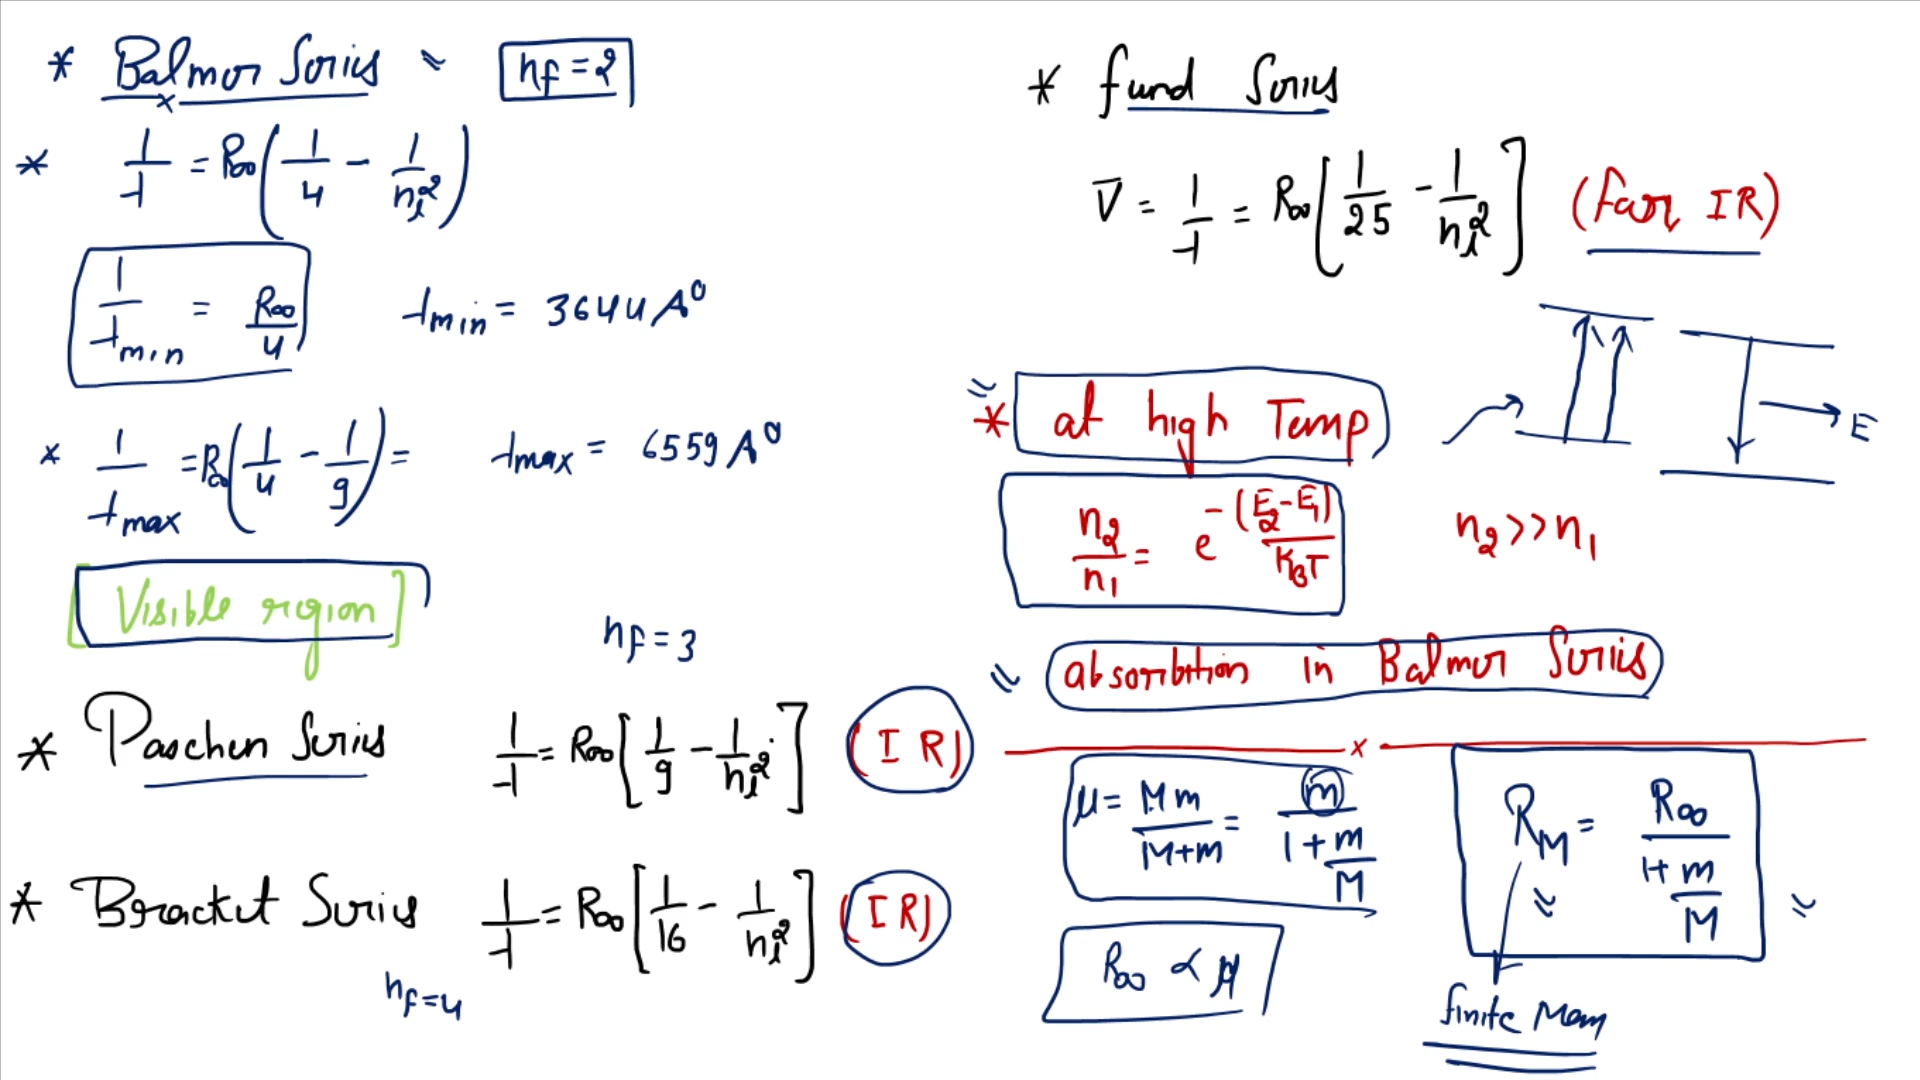 * Balmer Series hf=2
* 1/λ = R∞(1/4 - 1/ni²)
1/λmin = R∞/4 λmin = 3644 A°
* 1/λmax = R∞(1/4 - 1/9) = λmax = 6559 A°
[Visible region]
nf=3
* Paschen Series 1/λ = R∞[1/9 - 1/ni²] (IR)
* Bracket Series 1/λ = R∞[1/16 - 1/ni²] (IR)
nf=4
* fund Series
V̅ = 1/λ = R∞[1/25 - 1/ni²] (Far IR)
E
* at high Temp
n2/n1 = e^-(E2-E1)/KBT n2>>n1
absorbtion in Balmer Series
μ = Mm/M+m = m/1+m/M
RM = R∞/1+m/M
R∞ ∝ μ
finite Mass